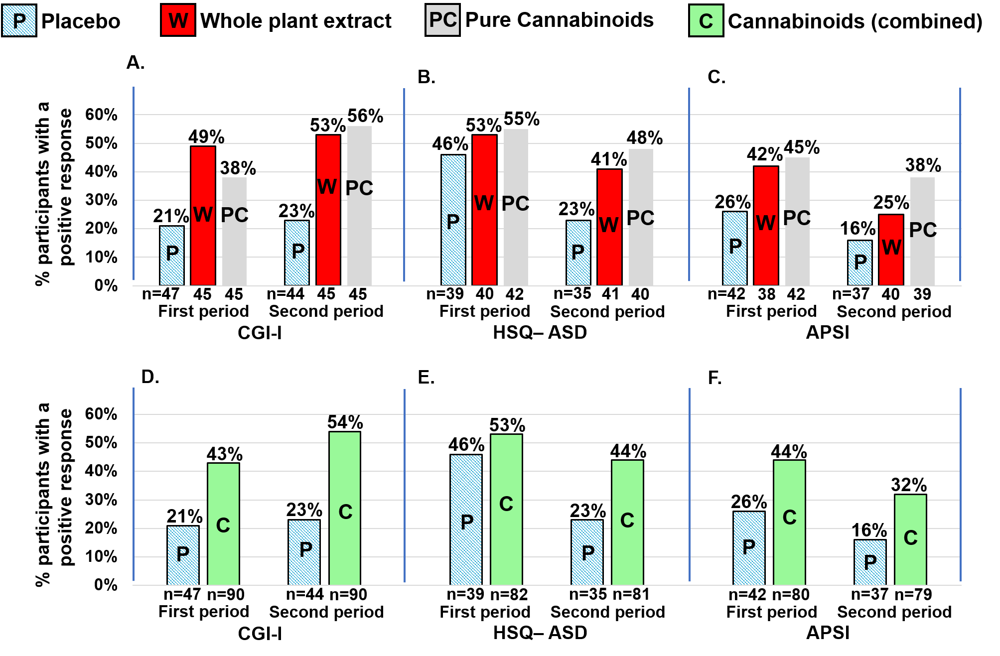 P Placebo W Whole plant extract PC Pure Cannabinoids C Cannabinoids (combined)
A. B. C.
% participants with a
positive response
60%
50%
40%
30%
20%
10%
0%
21% 49% 38% 23% 53% 56%
P W PC P W PC
n=47 45 45 n=44 45 45
First period Second period
CGI-I
46% 53% 55% 23% 41% 48%
P W PC P W PC
n=39 40 42 n=35 41 40
First period Second period
HSQ– ASD
26% 42% 45% 16% 25% 38%
P W PC P W PC
n=42 38 42 n=37 40 39
First period Second period
APSI
D. E. F.
% participants with a
positive response
60%
50%
40%
30%
20%
10%
0%
21% 43% 23% 54%
P C P C
n=47 n=90 n=44 n=90
First period Second period
CGI-I
46% 53% 23% 44%
P C P C
n=39 n=82 n=35 n=81
First period Second period
HSQ– ASD
26% 44% 16% 32%
P C P C
n=42 n=80 n=37 n=79
First period Second period
APSI